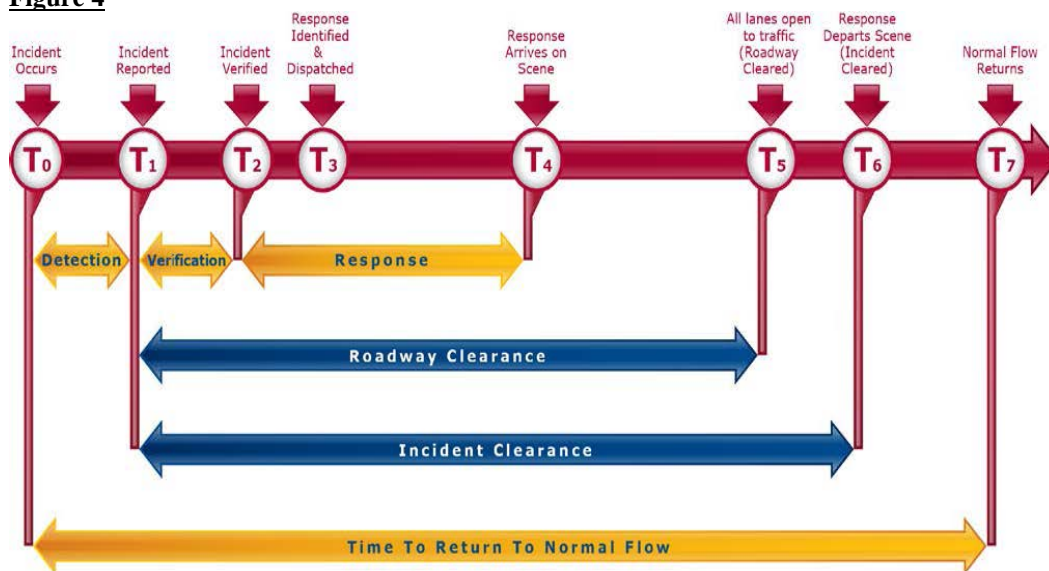 Figure 4
Incident
Occurs
Incident
Reported
Incident
Verified
Response
Identified
&
Dispatched
Response
Arrives on
Scene
All lanes open
to traffic
(Roadway
Cleared)
Response
Departs Scene
(Incident
Cleared)
Normal Flow
Returns
T0
T1
T2
T3
T4
T5
T6
T7
Detection
Verification
Response
Roadway Clearance
Incident Clearance
Time To Return To Normal Flow